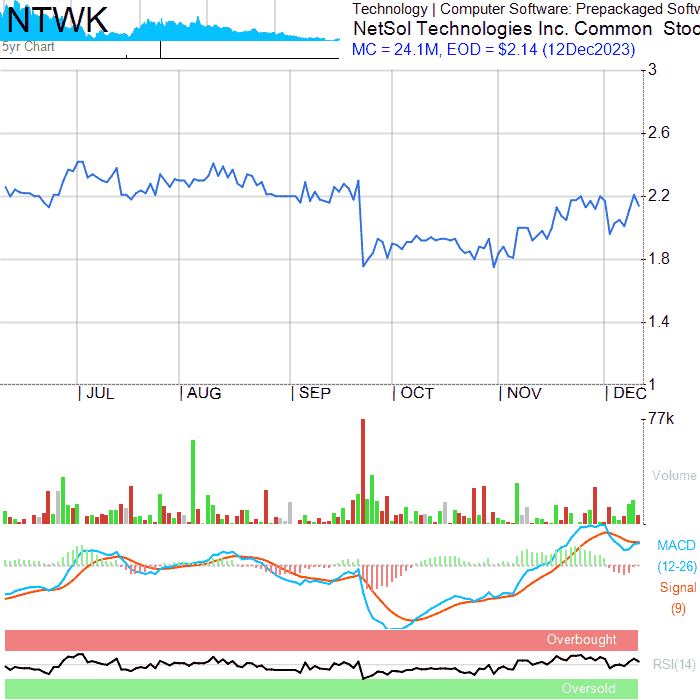 NTWK
5yr Chart
Technology | Computer Software: Prepackaged Softw
NetSol Technologies Inc. Common Stoc
MC = 24.1M, EOD = $2.14 (12Dec2023)
3
2.6
2.2
1.8
1.4
1
JUL AUG SEP OCT NOV DEC
77k
Volume
MACD
(12-26)
Signal
(9)
Overbought
RSI(14)
Oversold